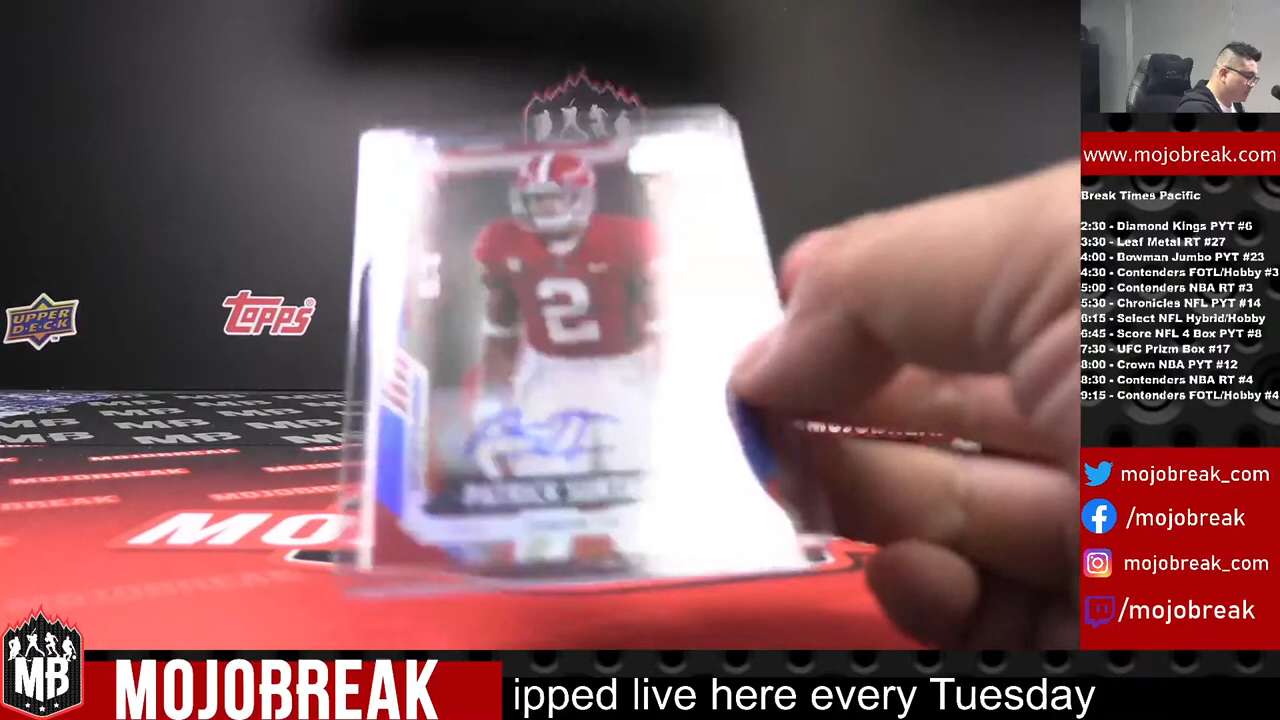 www.mojobreak.com
Break Times Pacific
2:30 - Diamond Kings PYT #6
3:30 - Leaf Metal RT #27
4:00 - Bowman Jumbo PYT #23
4:30 - Contenders FOTL/Hobby #3
5:00 - Contenders NBA RT #3
5:30 - Chronicles NFL PYT #14
6:15 - Select NFL Hybrid/Hobby
6:45 - Score NFL 4 Box PYT #8
7:30 - UFC Prizm Box #17
8:00 - Crown NBA PYT #12
8:30 - Contenders NBA RT #4
9:15 - Contenders FOTL/Hobby #4
UPPER
DECK
TOPPS
2
PATRICK
MO
MOJOBREAK
mojobreak_com
/mojobreak
mojobreak_com
/mojobreak
MB
MOJOBREAK
ipped live here every Tuesday